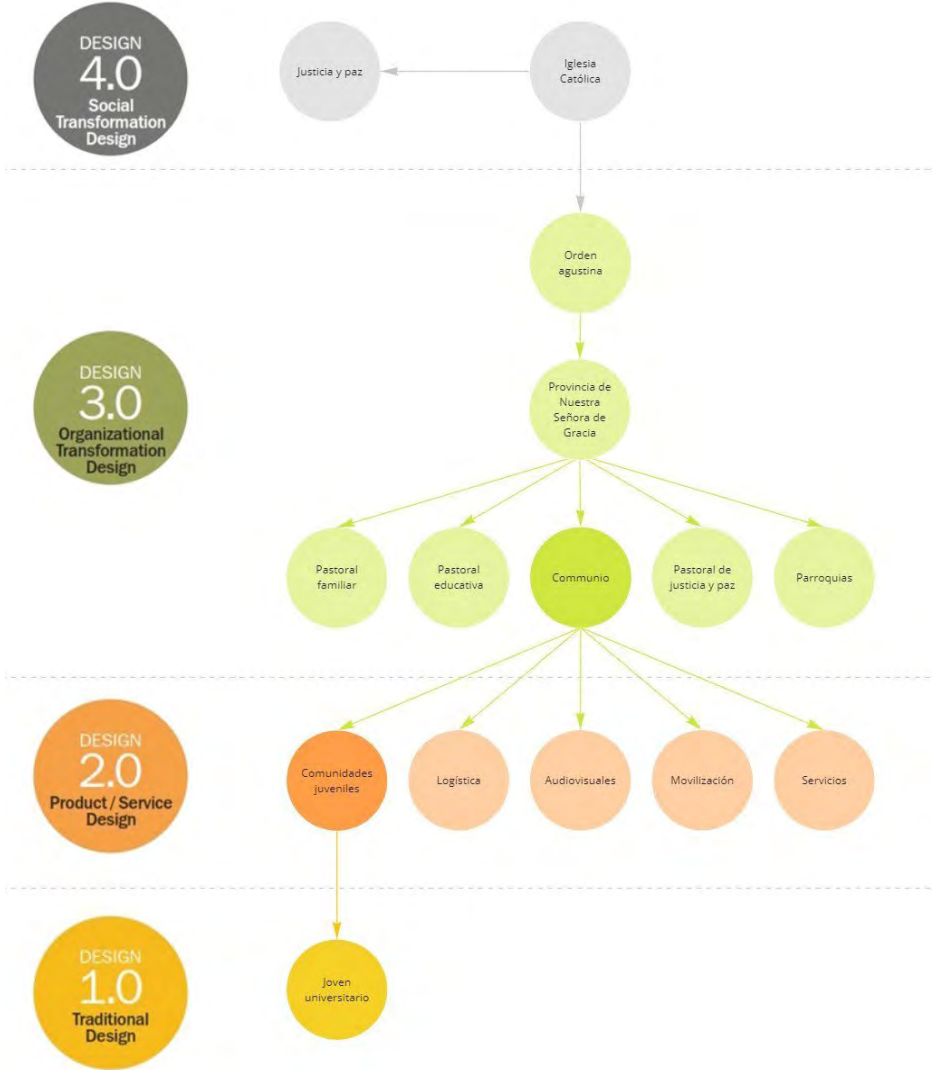 DESIGN
4.0
Social
Transformation
Design
Justicia y paz
Iglesia
Católica
Orden
agustina
DESIGN
3.0
Organizational
Transformation
Design
Provincia de
Nuestra
Señora de
Gracia
Pastoral
familiar
Pastoral
educativa
Communio
Pastoral de
justicia y paz
Parroquias
DESIGN
2.0
Product / Service
Design
Comunidades
juveniles
Logística
Audiovisuales
Movilización
Servicios
DESIGN
1.0
Traditional
Design
Joven
universitario